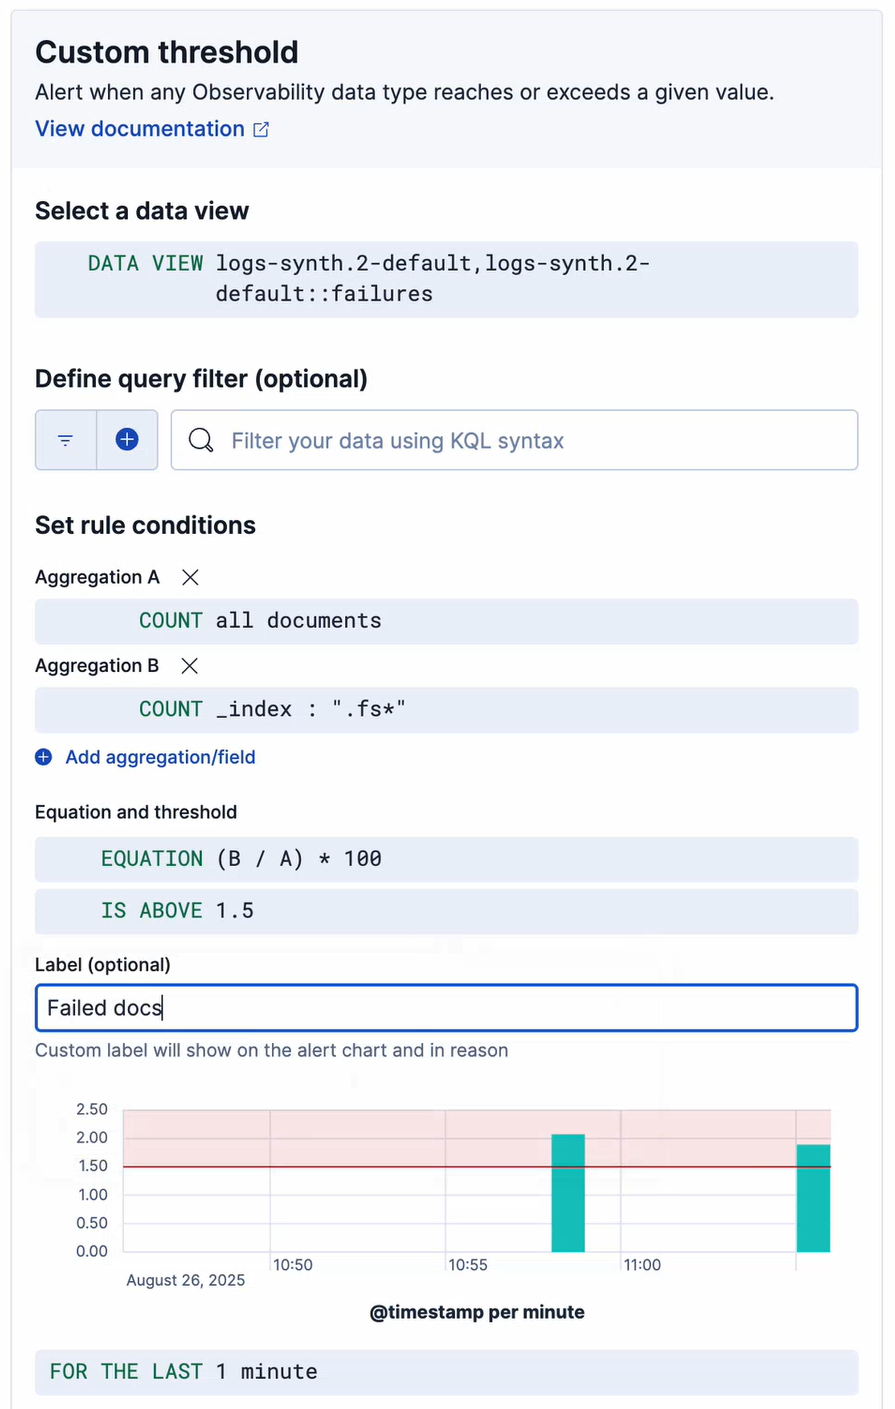 Custom threshold
Alert when any Observability data type reaches or exceeds a given value.
View documentation
Select a data view
DATA VIEW logs-synth.2-default,logs-synth.2-
default::failures
Define query filter (optional)
Filter your data using KQL syntax
Set rule conditions
Aggregation A
COUNT all documents
Aggregation B
COUNT _index : ".fs*"
Add aggregation/field
Equation and threshold
EQUATION (B / A) * 100
IS ABOVE 1.5
Label (optional)
Failed docs
Custom label will show on the alert chart and in reason
2.50
2.00
1.50
1.00
0.50
0.00
10:50 10:55 11:00
August 26, 2025
@timestamp per minute
FOR THE LAST 1 minute